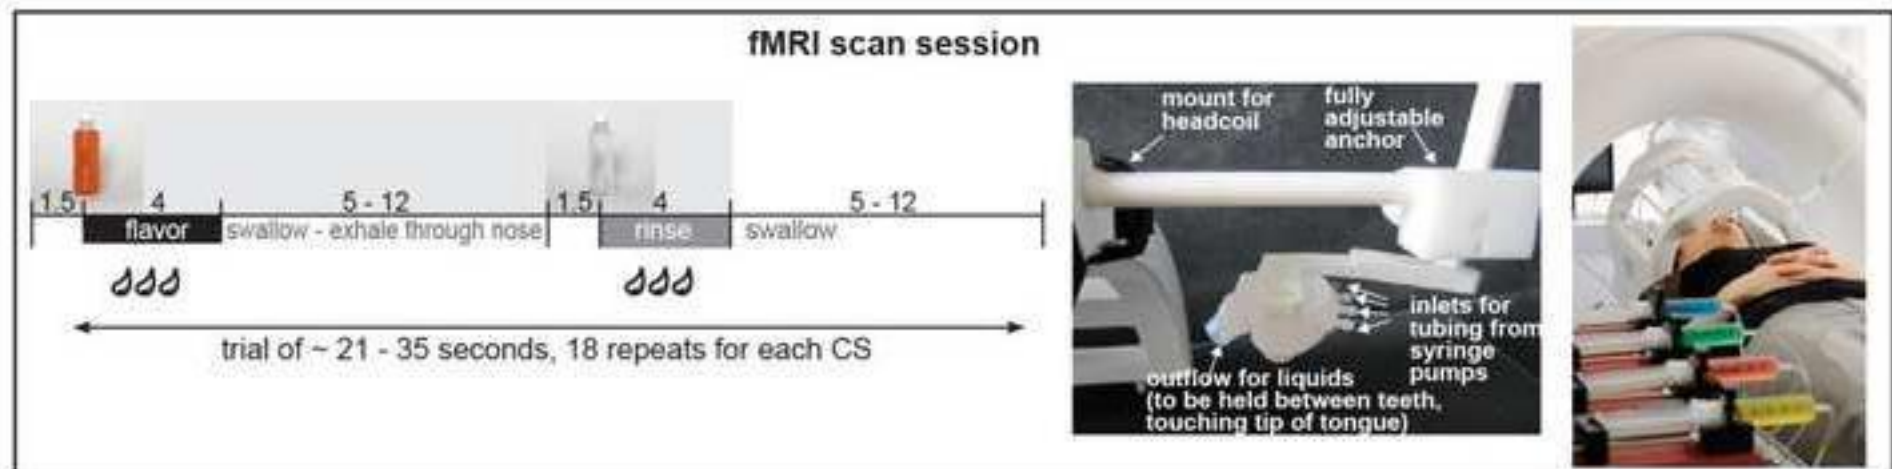 fMRI scan session
1.5 4 5 - 12 1.5 4 5 - 12
flavor swallow - exhale through nose rinse swallow
trial of ~ 21 - 35 seconds, 18 repeats for each CS
mount for
headcoil
fully
adjustable
anchor
inlets for
tubing from
syringe
pumps
outflow for liquids
(to be held between teeth,
touching tip of tongue)